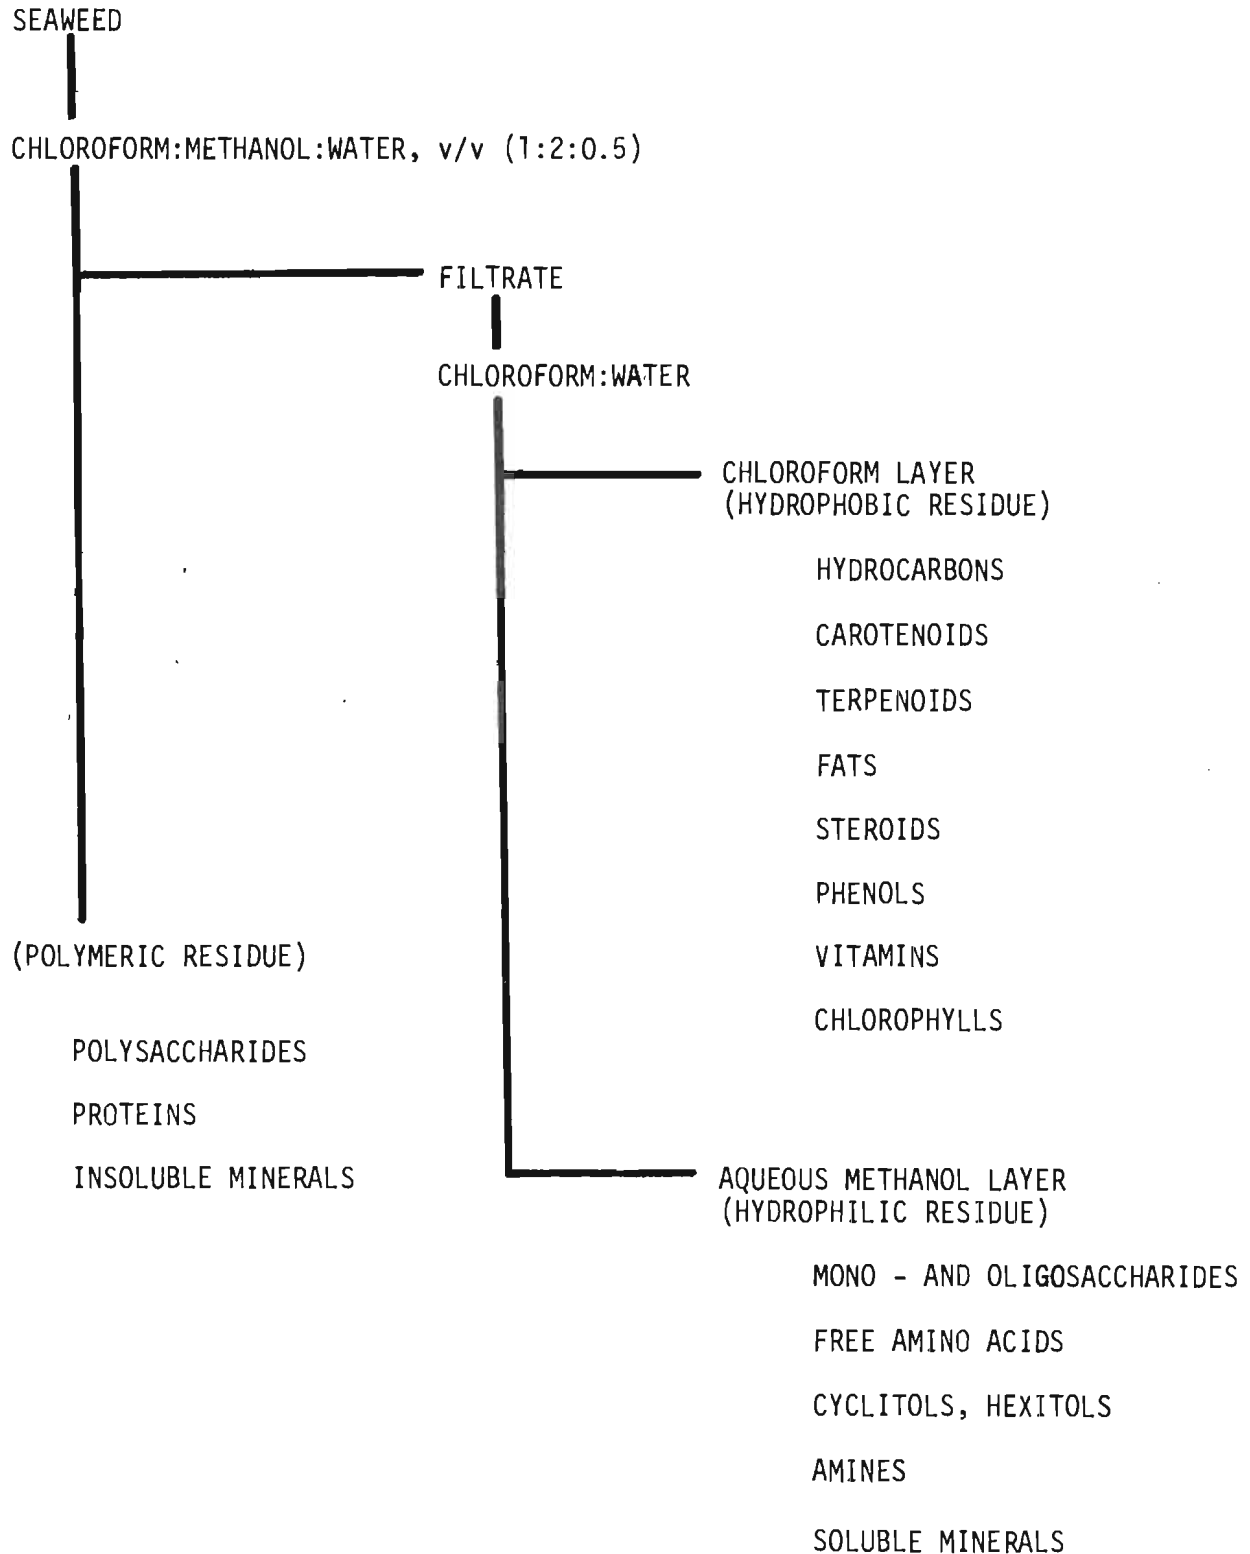 SEAWEED
CHLOROFORM:METHANOL:WATER, v/v (1:2:0.5)
FILTRATE
CHLOROFORM:WATER
CHLOROFORM LAYER
(HYDROPHOBIC RESIDUE)
HYDROCARBONS
CAROTENOIDS
TERPENOIDS
FATS
STEROIDS
PHENOLS
VITAMINS
CHLOROPHYLLS
(POLYMERIC RESIDUE)
POLYSACCHARIDES
PROTEINS
INSOLUBLE MINERALS
AQUEOUS METHANOL LAYER
(HYDROPHILIC RESIDUE)
MONO - AND OLIGOSACCHARIDES
FREE AMINO ACIDS
CYCLITOLS, HEXITOLS
AMINES
SOLUBLE MINERALS